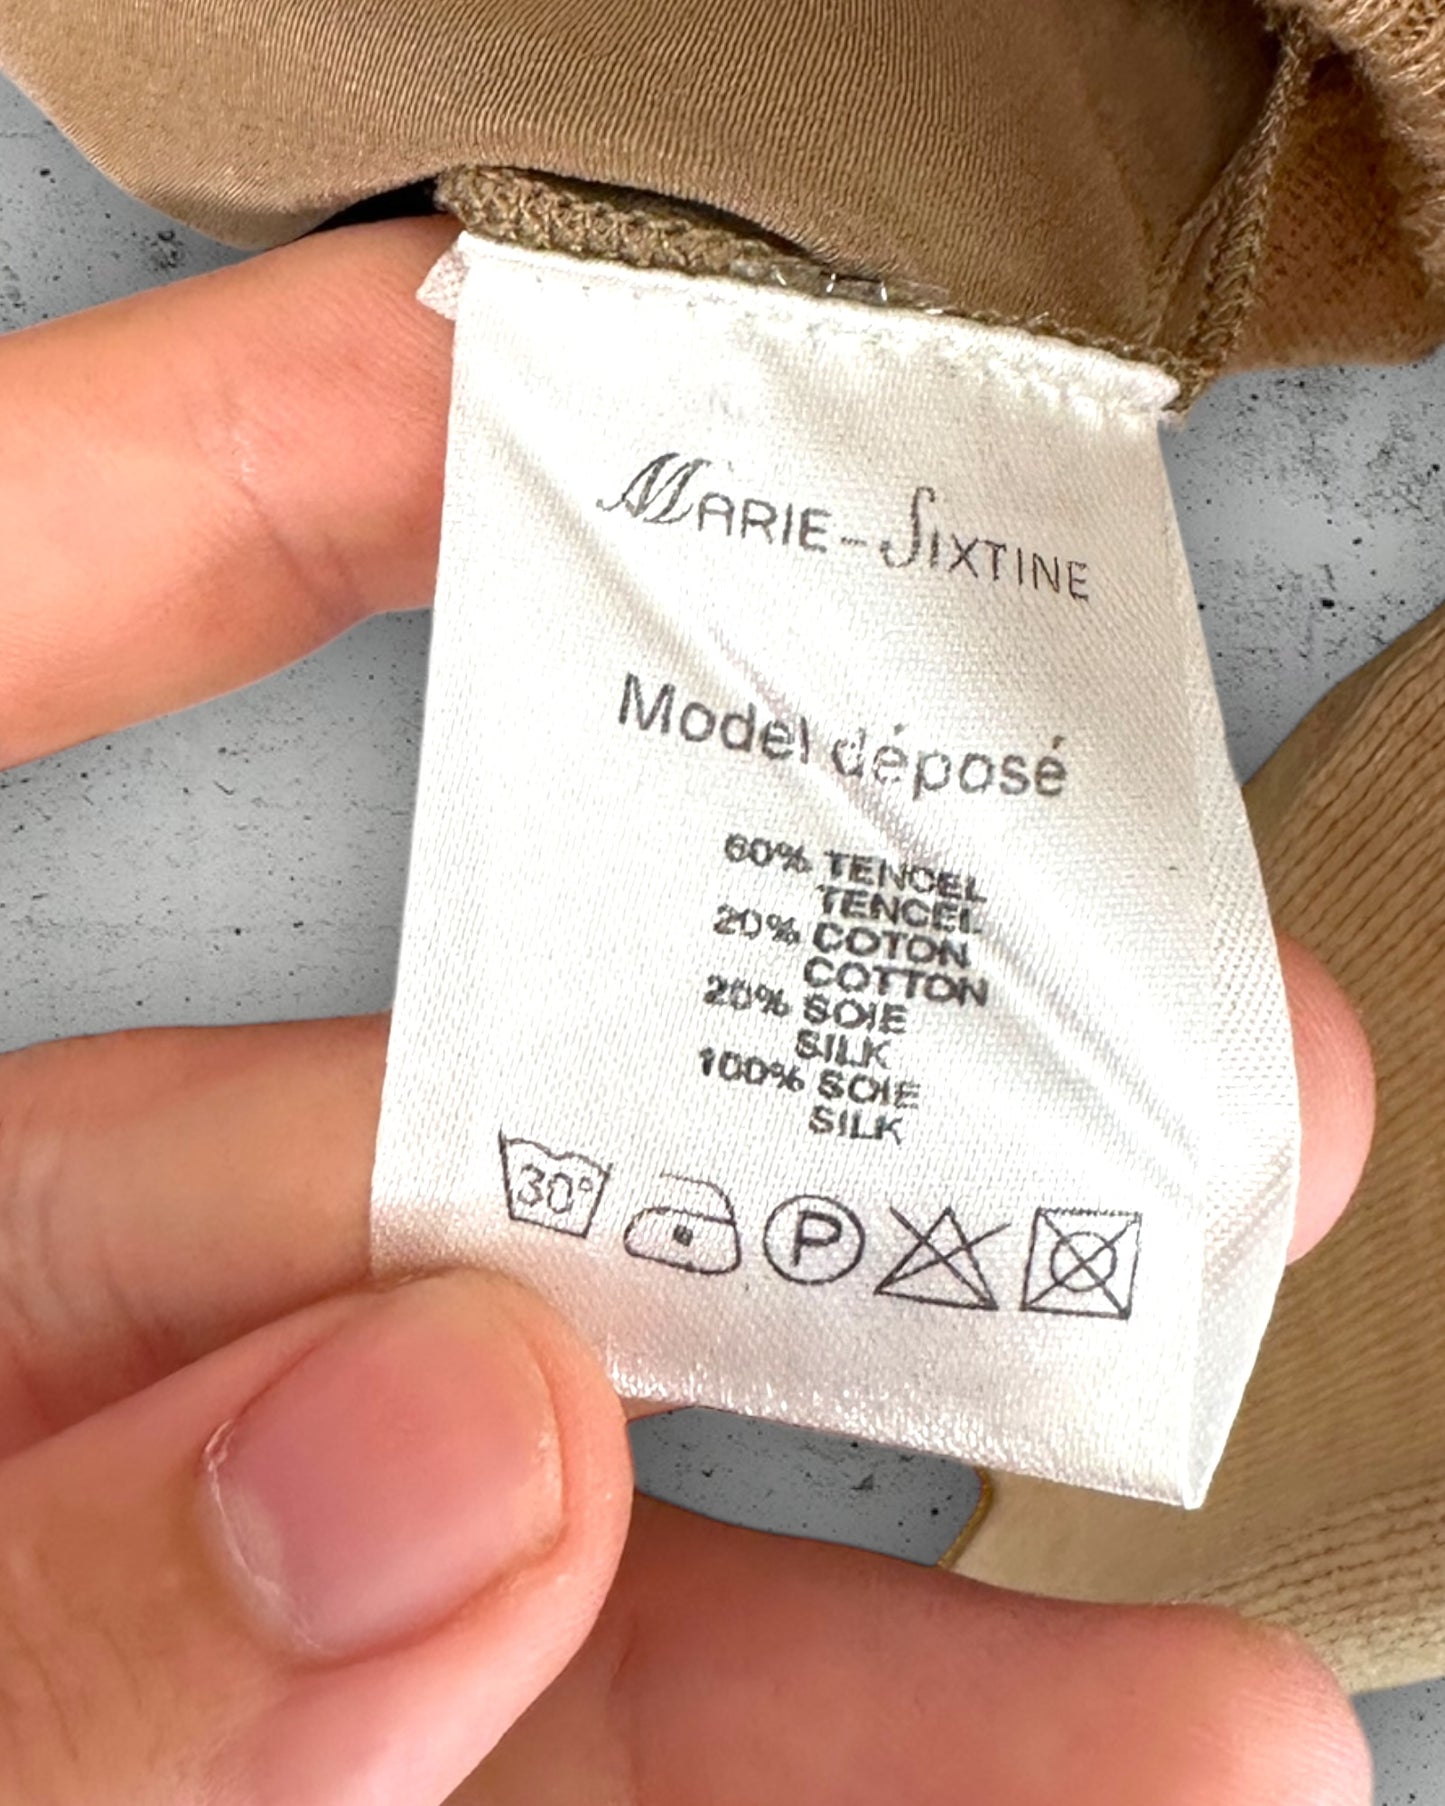 MARIE-SIXTINE
Model déposé
60% TENCEL
TENCEL
20% COTON
COTTON
20% SOIE
SILK
100% SOIE
SILK
30°
P